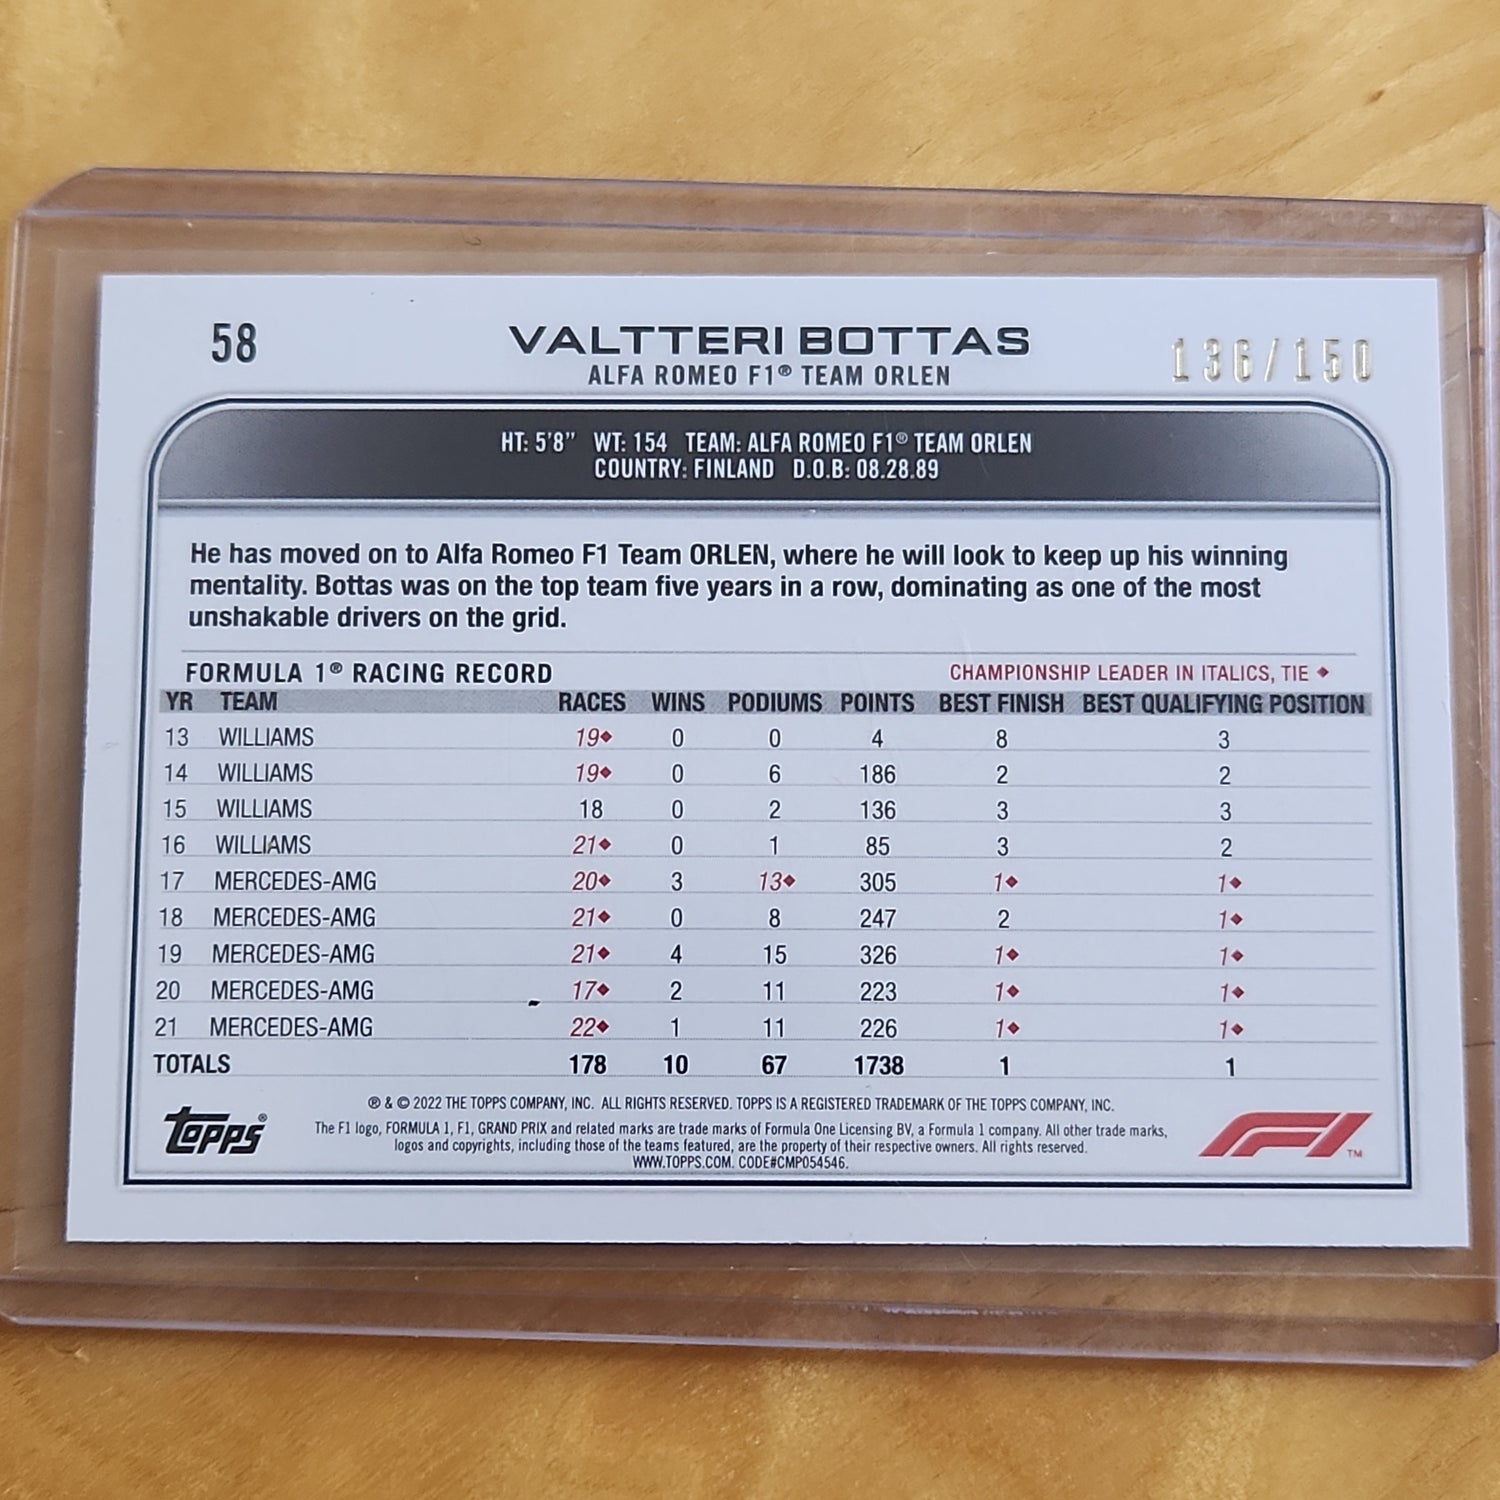 58
VALTTERI BOTTAS
136/150
ALFA ROMEO F1® TEAM ORLEN
HT: 5'8" WT: 154 TEAM: ALFA ROMEO F1® TEAM ORLEN
COUNTRY: FINLAND D.O.B: 08.28.89
He has moved on to Alfa Romeo F1 Team ORLEN, where he will look to keep up his winning
mentality. Bottas was on the top team five years in a row, dominating as one of the most
unshakable drivers on the grid.
FORMULA 1® RACING RECORD CHAMPIONSHIP LEADER IN ITALICS, TIE ◆
YR TEAM RACES WINS PODIUMS POINTS BEST FINISH BEST QUALIFYING POSITION
13 WILLIAMS 19◆ 0 0 4 8 3
14 WILLIAMS 19◆ 0 6 186 2 2
15 WILLIAMS 18 0 2 136 3 3
16 WILLIAMS 21◆ 0 1 85 3 2
17 MERCEDES-AMG 20◆ 3 13◆ 305 1◆ 1◆
18 MERCEDES-AMG 21◆ 0 8 247 2 1◆
19 MERCEDES-AMG 21◆ 4 15 326 1◆ 1◆
20 MERCEDES-AMG 17◆ 2 11 223 1◆ 1◆
21 MERCEDES-AMG 22◆ 1 11 226 1◆ 1◆
TOTALS 178 10 67 1738 1 1
® & © 2022 THE TOPPS COMPANY, INC. ALL RIGHTS RESERVED. TOPPS IS A REGISTERED TRADEMARK OF THE TOPPS COMPANY, INC.
The F1 logo, FORMULA 1, F1, GRAND PRIX and related marks are trade marks of Formula One Licensing BV, a Formula 1 company. All other trade marks,
logos and copyrights, including those of the teams featured, are the property of their respective owners. All rights reserved.
WWW.TOPPS.COM. CODE#CMP054546.
Topps®
F1™